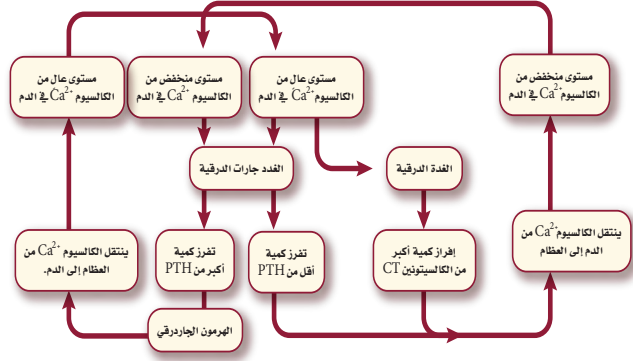 مستوى منخفض من
الكالسيوم Ca²⁺ في الدم
مستوى عال من
الكالسيوم Ca²⁺ في الدم
مستوى منخفض من
الكالسيوم Ca²⁺ في الدم
مستوى عال من
الكالسيوم Ca²⁺ في الدم
الغدة الدرقية
الغدد جارات الدرقية
ينتقل الكالسيوم Ca²⁺ من
الدم إلى العظام
إفراز كمية أكبر
من الكالسيتونين CT
تفرز كمية
أقل من PTH
تفرز كمية
أكبر من PTH
ينتقل الكالسيوم Ca²⁺ من
العظام إلى الدم.
الهرمون الجاردرقي